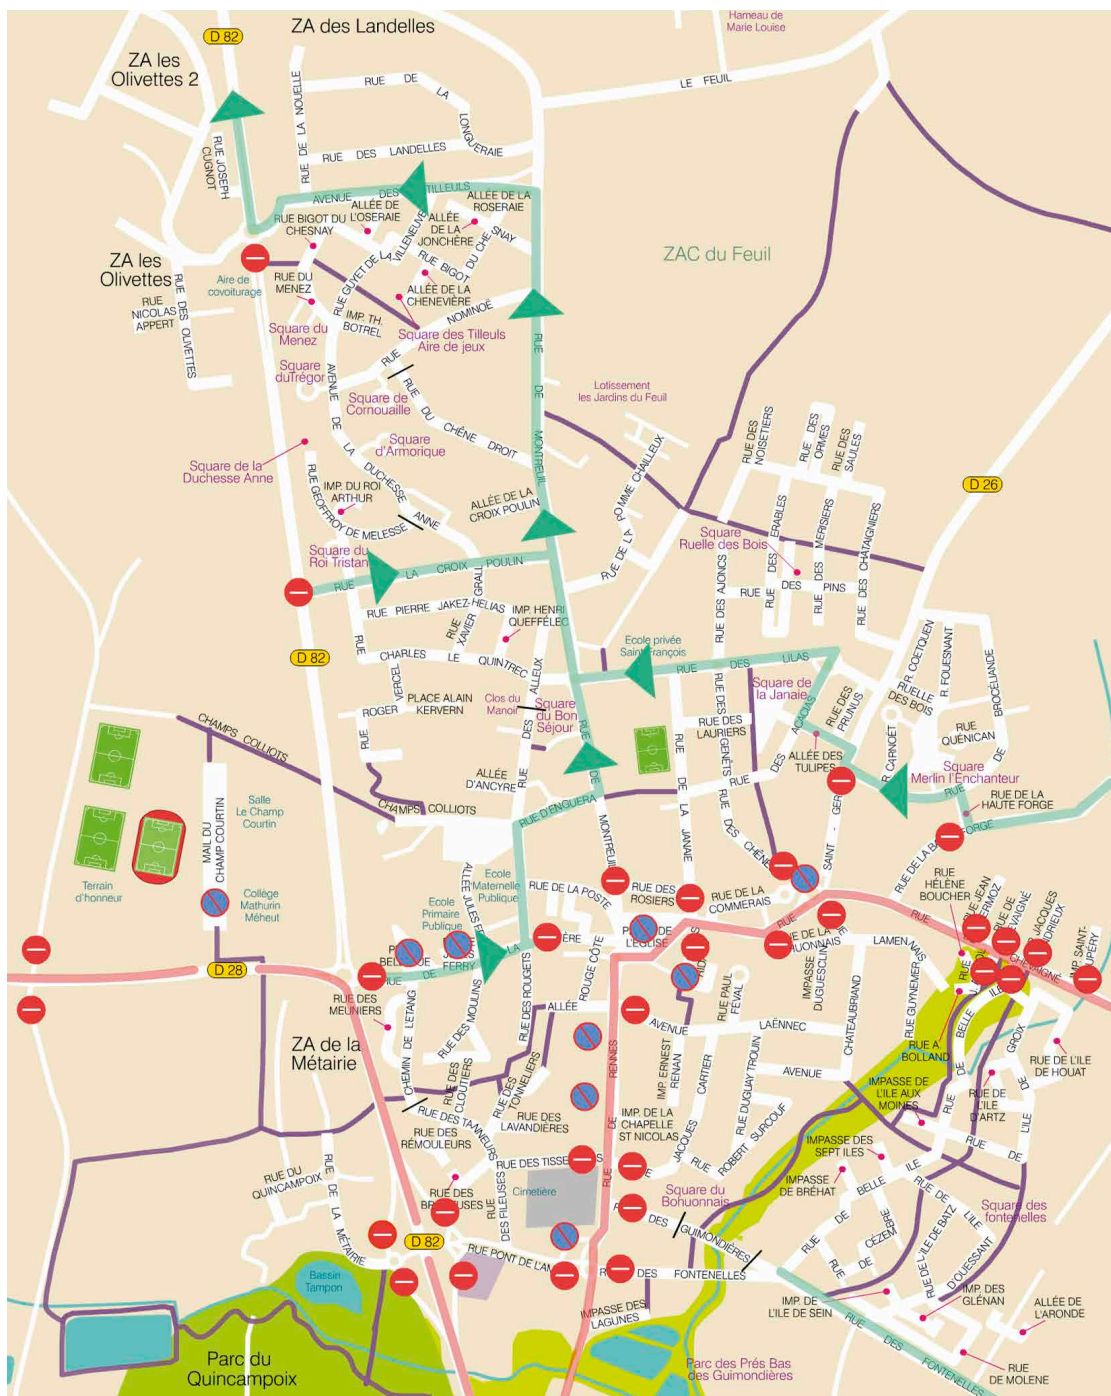 Hameau de
Marie Louise
ZA des Landelles
D 82
ZA les
Olivettes 2
RUE DE LA LONGUERAIE
LE FEUIL
RUE DE LA NOUELLE
RUE DES LANDELLES
RUE JOSEPH
CUGNOT
AVENUE DES TILLEULS
ALLÉE DE LA
ROSERAIE
ALLÉE DE
L'OSERAIE
RUE BIGOT DU
CHESNAY
ALLÉE
DE LA
JONCHÈRE
RUE GUYET DE LA VILLENEUVE
RUE BIGOT DU CHESNAY
ZAC du Feuil
ZA les
Olivettes
Aire de
covoiturage
RUE DU
MENEZ
ALLÉE DE LA
CHENEVIÈRE
RUE
NICOLAS
APPERT
RUE DES OLIVETTES
IMP. TH.
BOTREL
RUE NOMINOË
Square du
Menez
Square des Tilleuls
Aire de jeux
Square
du Trégor
Square de
Cornouaille
RUE DU CHÊNE DROIT
RUE DE MONTREUIL
Lotissement
les Jardins du Feuil
AVENUE DE LA DUCHESSE ANNE
Square
d'Armorique
Square de la
Duchesse Anne
RUE GEOFFROY DE MELESSE
IMP. DU ROI
ARTHUR
ALLÉE DE LA
CROIX POULIN
RUE DE LA POMME CHAILLEUX
RUE DES
NOISETIERS
RUE DES
ORMES
RUE DES
SAULES
D 26
Square
Ruelle des Bois
RUE DES ERABLES
RUE DES MERISIERS
RUE DES CHATAIGNIERS
RUE DES AJONCS
RUE DES PINS
Square du
Roi Tristan
RUE LA CROIX POULIN
RUE PIERRE JAKEZ-HELIAS
RUE
XAVIER
GRALL
IMP. HENRI
QUEFFÉLEC
D 82
RUE CHARLES LE QUINTREC
RUE ROGER VERCEL
PLACE ALAIN
KERVERN
Clos du
Manoir
RUE DES ALLEUX
Square
du Bon
Séjour
Ecole privée
Saint François
RUE DES LILAS
Square de
la Janaie
RUE DES ACACIAS
RUE DES
PRUNUS
R. COETQUEN
R. FOUESNANT
RUELLE
DES BOIS
RUE DE BROCELIANDE
RUE
QUÉNICAN
R. CARNOËT
RUE DES
LAURIERS
RUE DES GENÊTS
ALLÉE DES
TULIPES
Square
Merlin l'Enchanteur
RUE DE LA
HAUTE FORGE
CHAMPS COLLIOTS
CHAMPS COLLIOTS
ALLÉE
D'ANCYRE
RUE D'ENGUERA
RUE DE MONTREUIL
RUE DE LA JANAIE
RUE DES CHÊNES
Salle
Le Champ
Courtin
MAIL DU
CHAMP COURTIN
Terrain
d'honneur
Collège
Mathurin
Méheut
Ecole
Maternelle
Publique
Ecole
Primaire
Publique
RUE DE LA POSTE
RUE DES
ROSIERS
RUE DE LA
COMMERAIS
RUE
HÉLÈNE
BOUCHER
D 28
RUE DES
MEUNIERS
CHEMIN DE L'ETANG
RUE DES MOULINS
RUE DES ROUGETS
ALLÉE ROUGE CÔTE
RUE PAUL
FÉVAL
IMPASSE
DUGUESCLIN
LAMENNAIS
CHATEAUBRIAND
RUE GUYNEMER
AVENUE LAËNNEC
AVENUE
ZA de la
Métairie
RUE DES
CLOUTIERS
RUE DES
TONNELIERS
RUE DES
LAVANDIÈRES
RUE DES TANNEURS
RUE DES
RÉMOULEURS
RUE DE RENNES
IMP. ERNEST
RENAN
RUE JACQUES CARTIER
RUE DUGUAY TROUIN
RUE ROBERT SURCOUF
IMP. DE LA
CHAPELLE
ST NICOLAS
RUE A.
BOLLAND
RUE DE BELLE ILE
RUE DE L'ILE DE GROIX
RUE DE L'ILE
DE HOUAT
RUE DE
L'ILE
D'ARTZ
IMPASSE DE
L'ILE AUX
MOINES
IMPASSE DES
SEPT ILES
IMPASSE
DE BRÉHAT
RUE DU
QUINCAMPOIX
RUE DE LA MÉTAIRIE
RUE
DES FILEUSES
Cimetière
Square du
Bohuonnais
RUE DES GUIMONDIÈRES
RUE DE BELLE ILE
RUE DE CÉZEMBRE
RUE DE L'ILE DE BATZ
RUE DE L'ILE D'OUESSANT
Square des
fontenelles
D 82
Bassin
Tampon
FONTENELLES
IMPASSE DES
LAGUNES
IMP. DE
L'ILE DE SEIN
IMP. DES
GLÉNAN
ALLÉE DE
L'ARONDE
RUE DES FONTENELLES
RUE
DE MOLENE
Parc du
Quincampoix
Parc des Prés Bas
des Guimondières